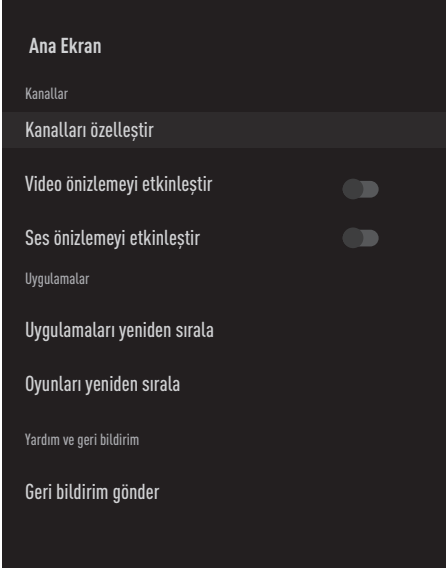 Ana Ekran
Kanallar
Kanalları özelleştir
Video önizlemeyi etkinleştir
Ses önizlemeyi etkinleştir
Uygulamalar
Uygulamaları yeniden sırala
Oyunları yeniden sırala
Yardım ve geri bildirim
Geri bildirim gönder